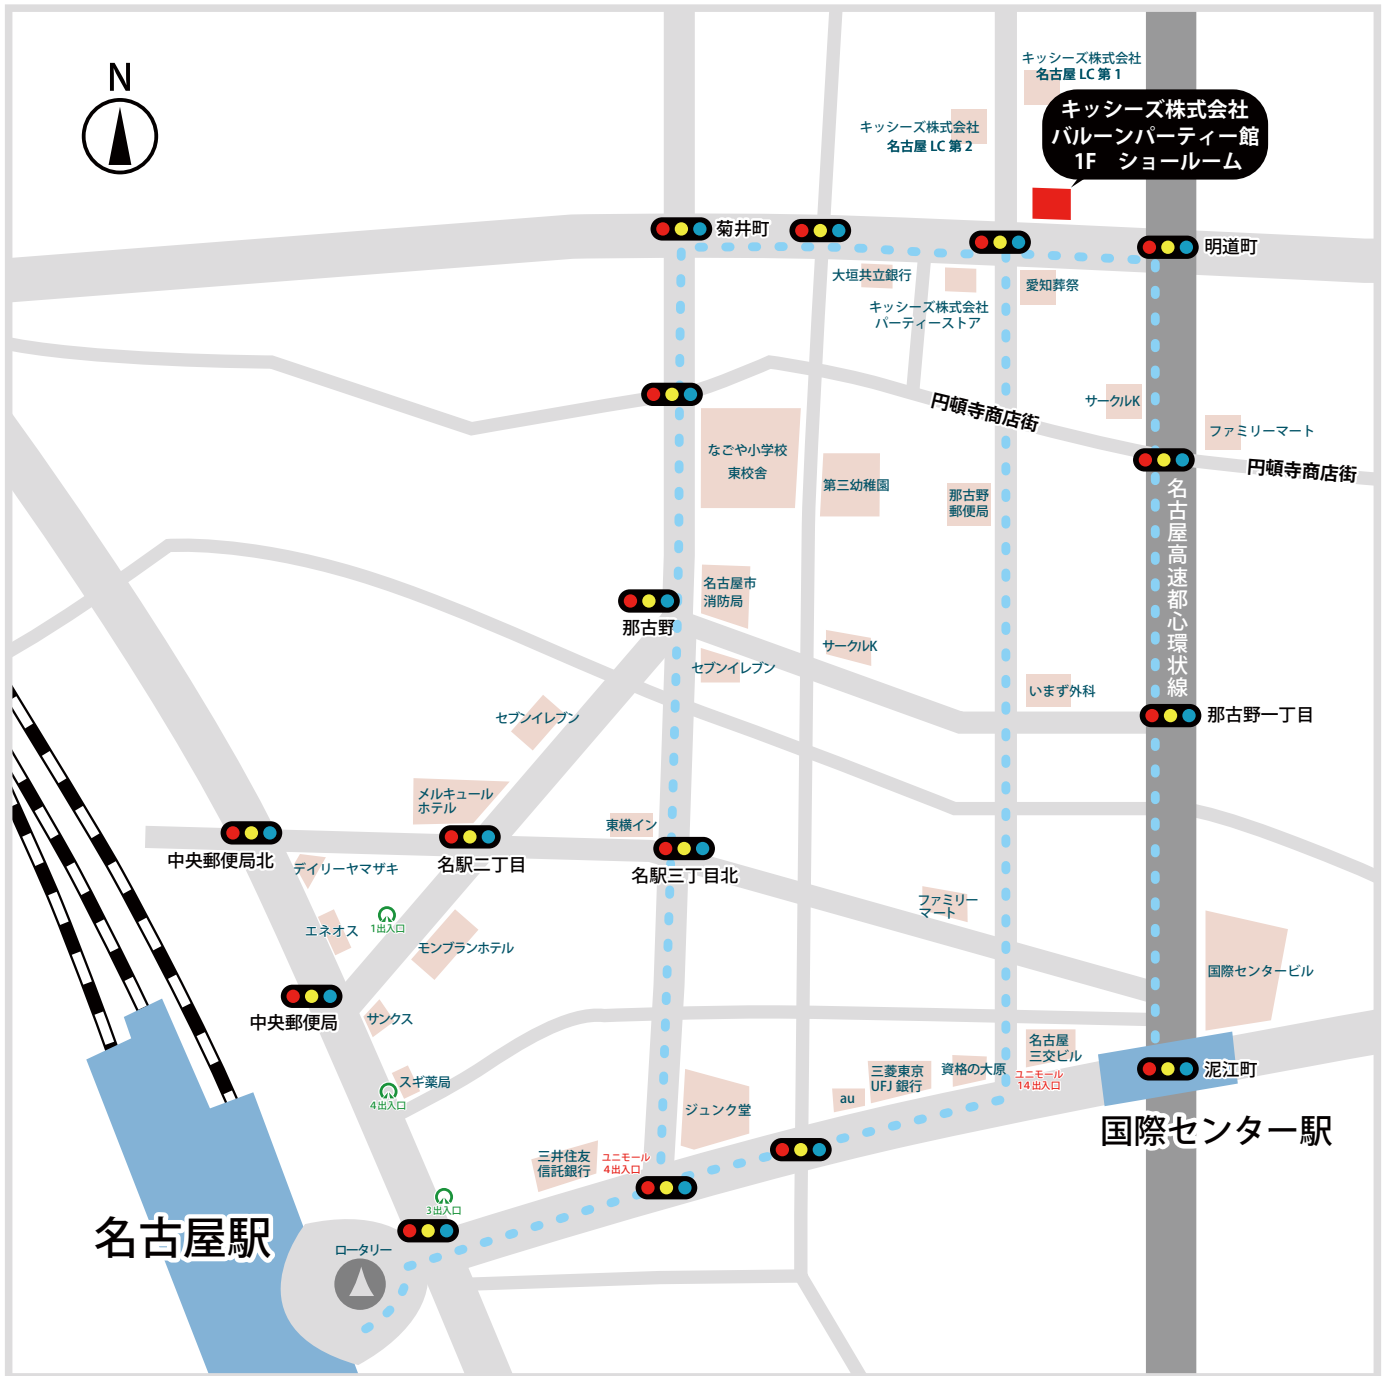 N
キッシーズ株式会社
名古屋 LC 第 1
キッシーズ株式会社
バルーンパーティー館
1F ショールーム
キッシーズ株式会社
名古屋 LC 第 2
菊井町
明道町
大垣共立銀行
愛知葬祭
キッシーズ株式会社
パーティーストア
円頓寺商店街
サークルK
ファミリーマート
円頓寺商店街
なごや小学校
東校舎
第三幼稚園
那古野
郵便局
名古屋高速都心環状線
名古屋市
消防局
那古野
サークルK
セブンイレブン
いまず外科
セブンイレブン
那古野一丁目
メルキュール
ホテル
東横イン
中央郵便局北
名駅二丁目
名駅三丁目北
デイリーヤマザキ
ファミリー
マート
エネオス
1出入口
モンブランホテル
国際センタービル
中央郵便局
サンクス
名古屋
三交ビル
スギ薬局
4出入口
三菱東京
UFJ 銀行
資格の大原
ユニモール
14出入口
泥江町
au
ジュンク堂
国際センター駅
三井住友
信託銀行
ユニモール
4出入口
3出入口
名古屋駅
ロータリー